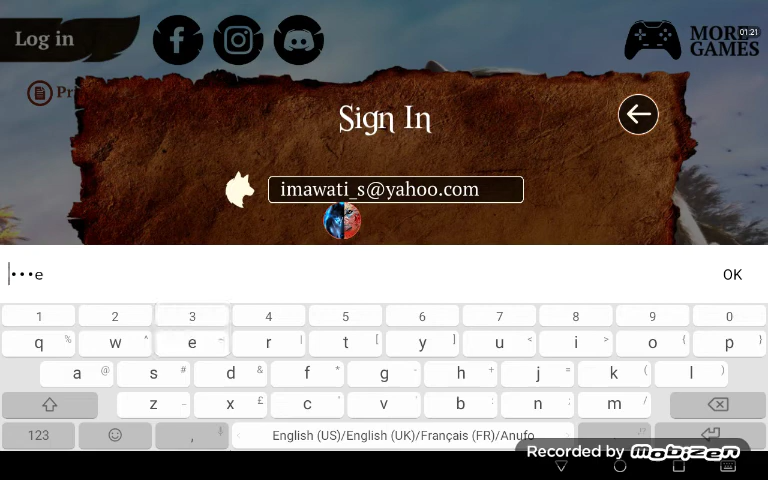 Log in
MORE
GAMES
01:21
Pr
Sign In
imawati_s@yahoo.com
•••e
OK
1 2 3 4 5 6 7 8 9 0
q % w ^ e ~ r | t [ y ] u < i > o { p }
a @ s # d & f * g - h + j = k ( l )
z _ x £ c " v ' b : n ; m /
123 , English (US)/English (UK)/Français (FR)/Anufo . ,!?
Recorded by mobizen